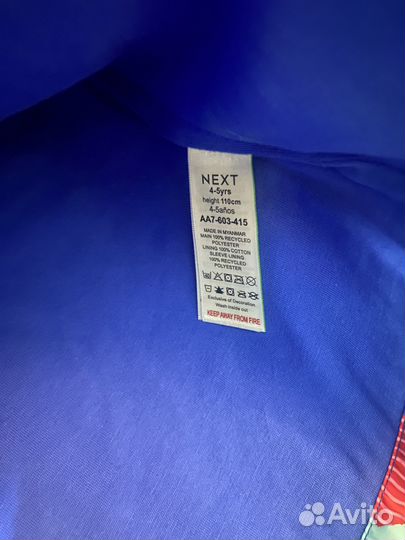 NEXT
4-5yrs
height 110cm
4-5años
AA7-603-415
MADE IN MYANMAR
MAIN 100% RECYCLED
POLYESTER
LINING 100% COTTON
SLEEVE LINING
100% RECYCLED
POLYESTER
Exclusive of Decoration
Wash inside out
KEEP AWAY FROM FIRE
Avito